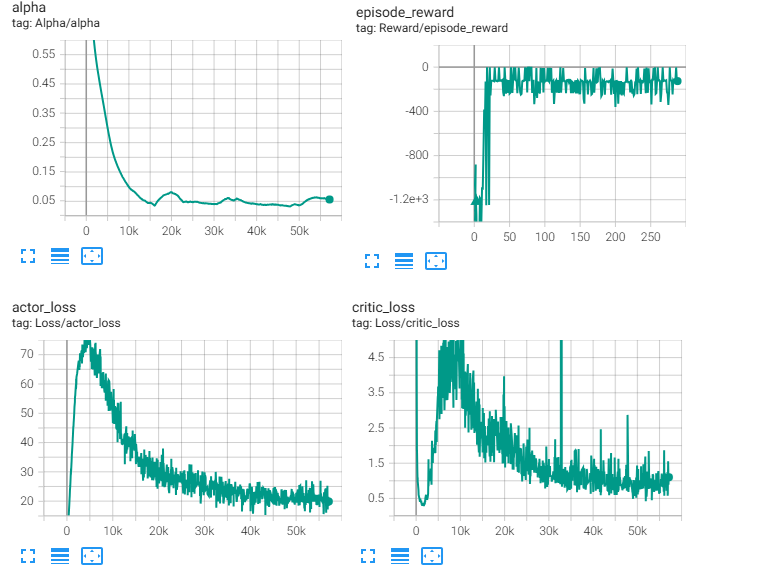 alpha
tag: Alpha/alpha
0.55
0.45
0.35
0.25
0.15
0.05
0 10k 20k 30k 40k 50k
episode_reward
tag: Reward/episode_reward
0
-400
-800
-1.2e+3
0 50 100 150 200 250
actor_loss
tag: Loss/actor_loss
70
60
50
40
30
20
0 10k 20k 30k 40k 50k
critic_loss
tag: Loss/critic_loss
4.5
3.5
2.5
1.5
0.5
0 10k 20k 30k 40k 50k